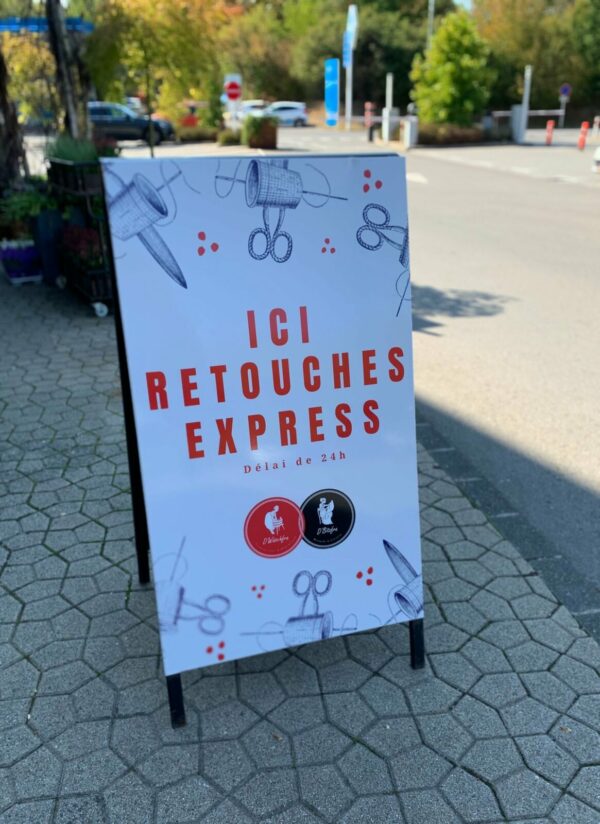 ICI
RETOUCHES
EXPRESS
Délai de 24h